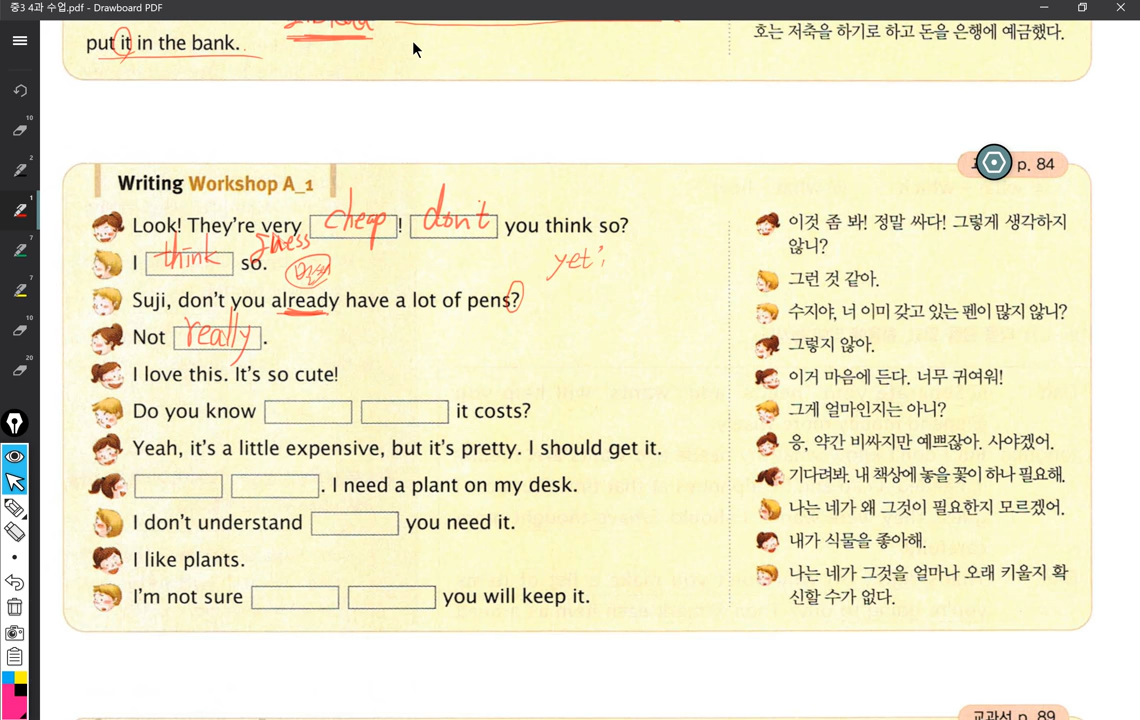 중3 4과 수업.pdf - Drawboard PDF
put it in the bank.
호는 저축을 하기로 하고 돈을 은행에 예금했다.
p. 84
Writing Workshop A_1
Look! They're very cheap! don't you think so?
I think so.
yet?
Suji, don't you already have a lot of pens?
Not really.
I love this. It's so cute!
Do you know it costs?
Yeah, it's a little expensive, but it's pretty. I should get it.
. I need a plant on my desk.
I don't understand you need it.
I like plants.
I'm not sure you will keep it.
이것 좀 봐! 정말 싸다! 그렇게 생각하지
않니?
그런 것 같아.
수지야, 너 이미 갖고 있는 펜이 많지 않니?
그렇지 않아.
이거 마음에 든다. 너무 귀여워!
그게 얼마인지는 아니?
응, 약간 비싸지만 예쁘잖아. 사야겠어.
기다려봐. 내 책상에 놓을 꽃이 하나 필요해.
나는 네가 왜 그것이 필요한지 모르겠어.
내가 식물을 좋아해.
나는 네가 그것을 얼마나 오래 키울지 확
신할 수가 없다.
교과서 p. 89
10
2
1
7
7
10
20